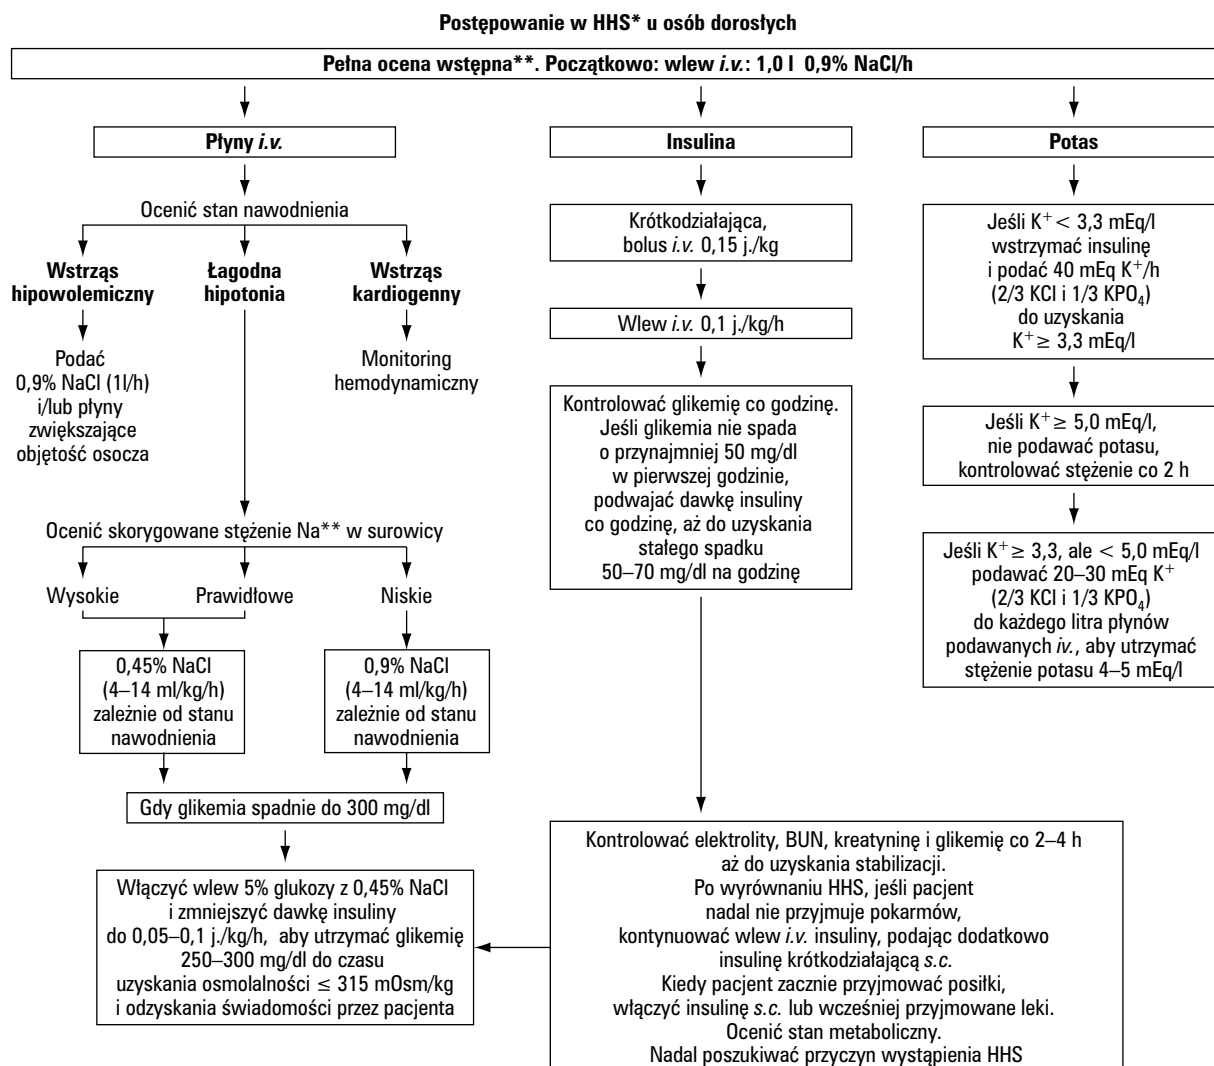 Postępowanie w HHS* u osób dorosłych
Pełna ocena wstępna**. Początkowo: wlew i.v.: 1,0 l 0,9% NaCl/h
Płyny i.v.
Ocenić stan nawodnienia
Wstrząs
hipowolemiczny
Podać
0,9% NaCl (1l/h)
i/lub płyny
zwiększające
objętość osocza
Łagodna
hipotonia
Wstrząs
kardiogenny
Monitoring
hemodynamiczny
Ocenić skorygowane stężenie Na** w surowicy
Wysokie
Prawidłowe
Niskie
0,45% NaCl
(4–14 ml/kg/h)
zależnie od stanu
nawodnienia
0,9% NaCl
(4–14 ml/kg/h)
zależnie od stanu
nawodnienia
Gdy glikemia spadnie do 300 mg/dl
Włączyć wlew 5% glukozy z 0,45% NaCl
i zmniejszyć dawkę insuliny
do 0,05–0,1 j./kg/h, aby utrzymać glikemię
250–300 mg/dl do czasu
uzyskania osmolalności ≤ 315 mOsm/kg
i odzyskania świadomości przez pacjenta
Insulina
Krótkodziałająca,
bolus i.v. 0,15 j./kg
Wlew i.v. 0,1 j./kg/h
Kontrolować glikemię co godzinę.
Jeśli glikemia nie spada
o przynajmniej 50 mg/dl
w pierwszej godzinie,
podwajać dawkę insuliny
co godzinę, aż do uzyskania
stałego spadku
50–70 mg/dl na godzinę
Kontrolować elektrolity, BUN, kreatyninę i glikemię co 2–4 h
aż do uzyskania stabilizacji.
Po wyrównaniu HHS, jeśli pacjent
nadal nie przyjmuje pokarmów,
kontynuować wlew i.v. insuliny, podając dodatkowo
insulinę krótkodziałającą s.c.
Kiedy pacjent zacznie przyjmować posiłki,
włączyć insulinę s.c. lub wcześniej przyjmowane leki.
Ocenić stan metaboliczny.
Nadal poszukiwać przyczyn wystąpienia HHS
Potas
Jeśli K⁺ < 3,3 mEq/l
wstrzymać insulinę
i podać 40 mEq K⁺/h
(2/3 KCl i 1/3 KPO₄)
do uzyskania
K⁺ ≥ 3,3 mEq/l
Jeśli K⁺ ≥ 5,0 mEq/l,
nie podawać potasu,
kontrolować stężenie co 2 h
Jeśli K⁺ ≥ 3,3, ale < 5,0 mEq/l
podawać 20–30 mEq K⁺
(2/3 KCl i 1/3 KPO₄)
do każdego litra płynów
podawanych iv., aby utrzymać
stężenie potasu 4–5 mEq/l